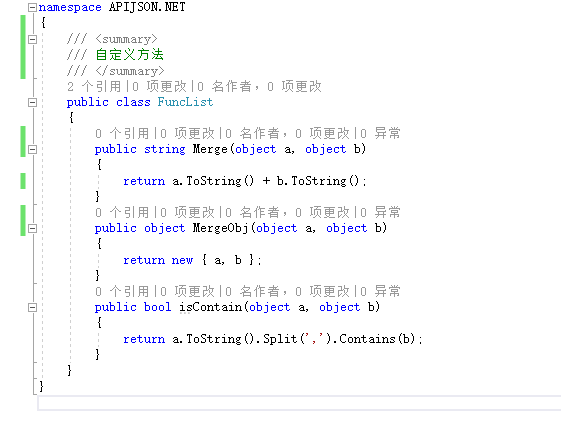 namespace APIJSON.NET
{
/// <summary>
/// 自定义方法
/// </summary>
2 个引用|0 项更改|0 名作者, 0 项更改
public class FuncList
{
0 个引用|0 项更改|0 名作者, 0 项更改|0 异常
public string Merge(object a, object b)
{
return a.ToString() + b.ToString();
}
0 个引用|0 项更改|0 名作者, 0 项更改|0 异常
public object MergeObj(object a, object b)
{
return new { a, b };
}
0 个引用|0 项更改|0 名作者, 0 项更改|0 异常
public bool isContain(object a, object b)
{
return a.ToString().Split(',').Contains(b);
}
}
}